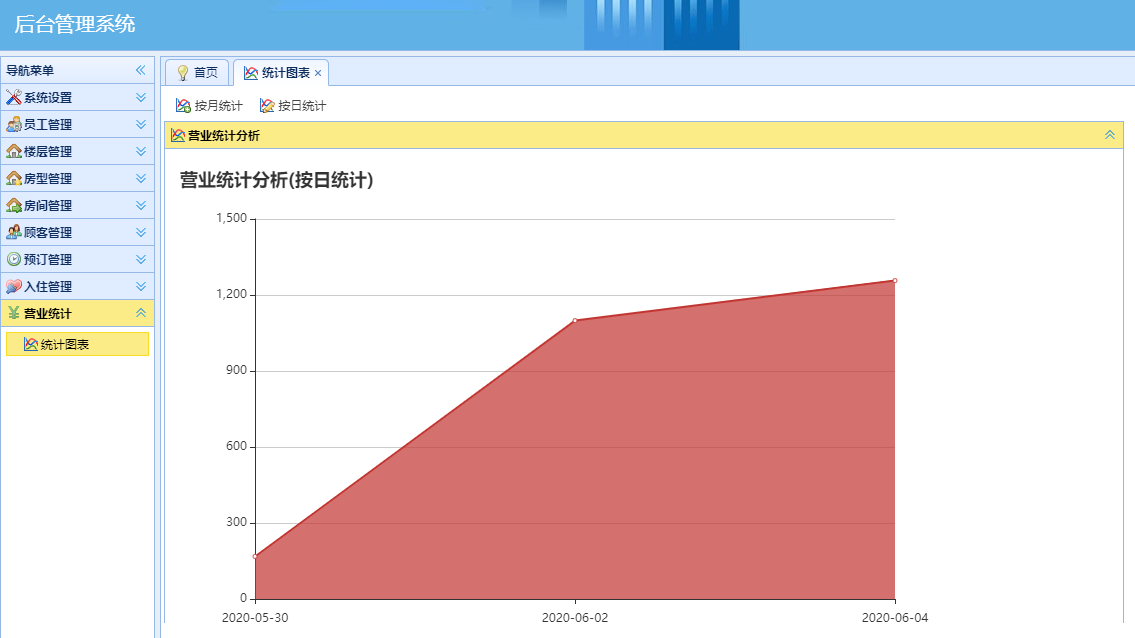 后台管理系统
导航菜单
系统设置
员工管理
楼层管理
房型管理
房间管理
顾客管理
预订管理
入住管理
营业统计
统计图表
首页
统计图表
按月统计
按日统计
营业统计分析
营业统计分析(按日统计)
1,500
1,200
900
600
300
0
2020-05-30
2020-06-02
2020-06-04